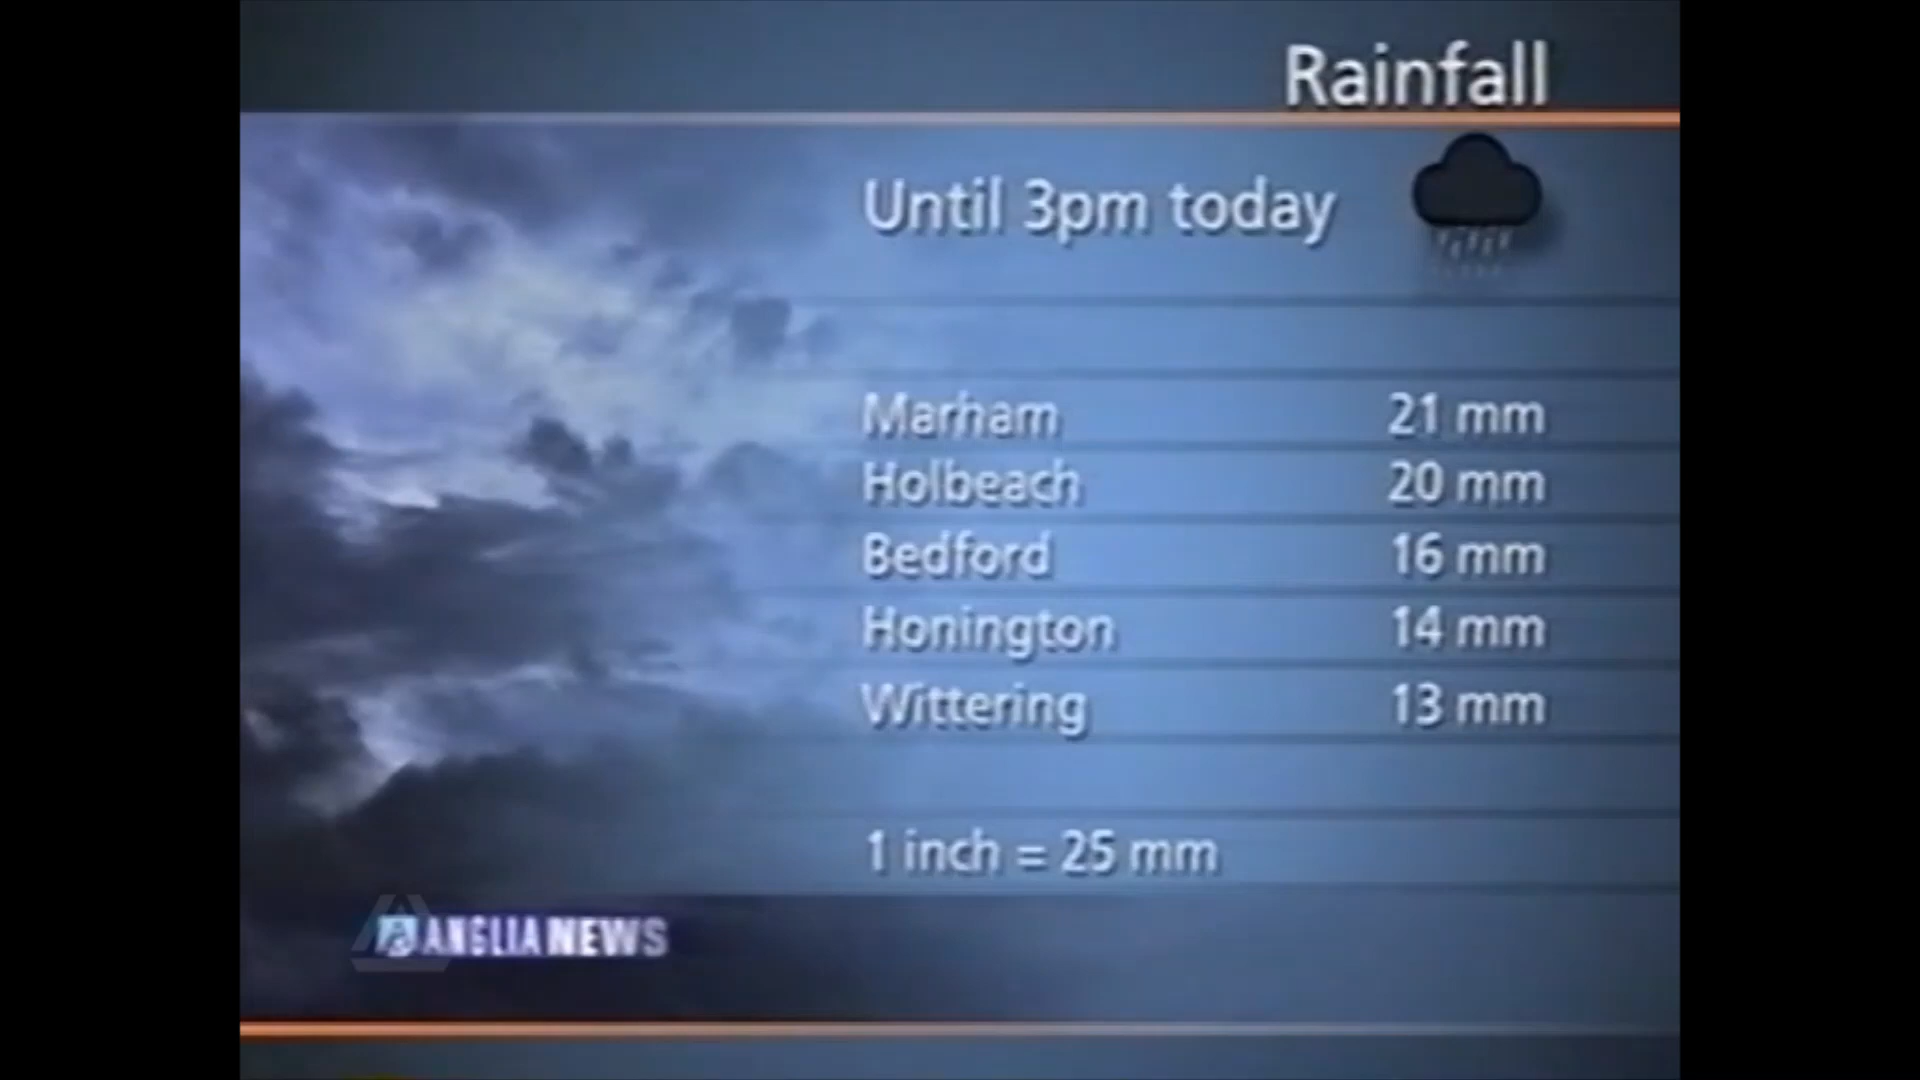 Rainfall
Until 3pm today
Marham 21 mm
Holbeach 20 mm
Bedford 16 mm
Honington 14 mm
Wittering 13 mm
1 inch = 25 mm
ANGLIA NEWS